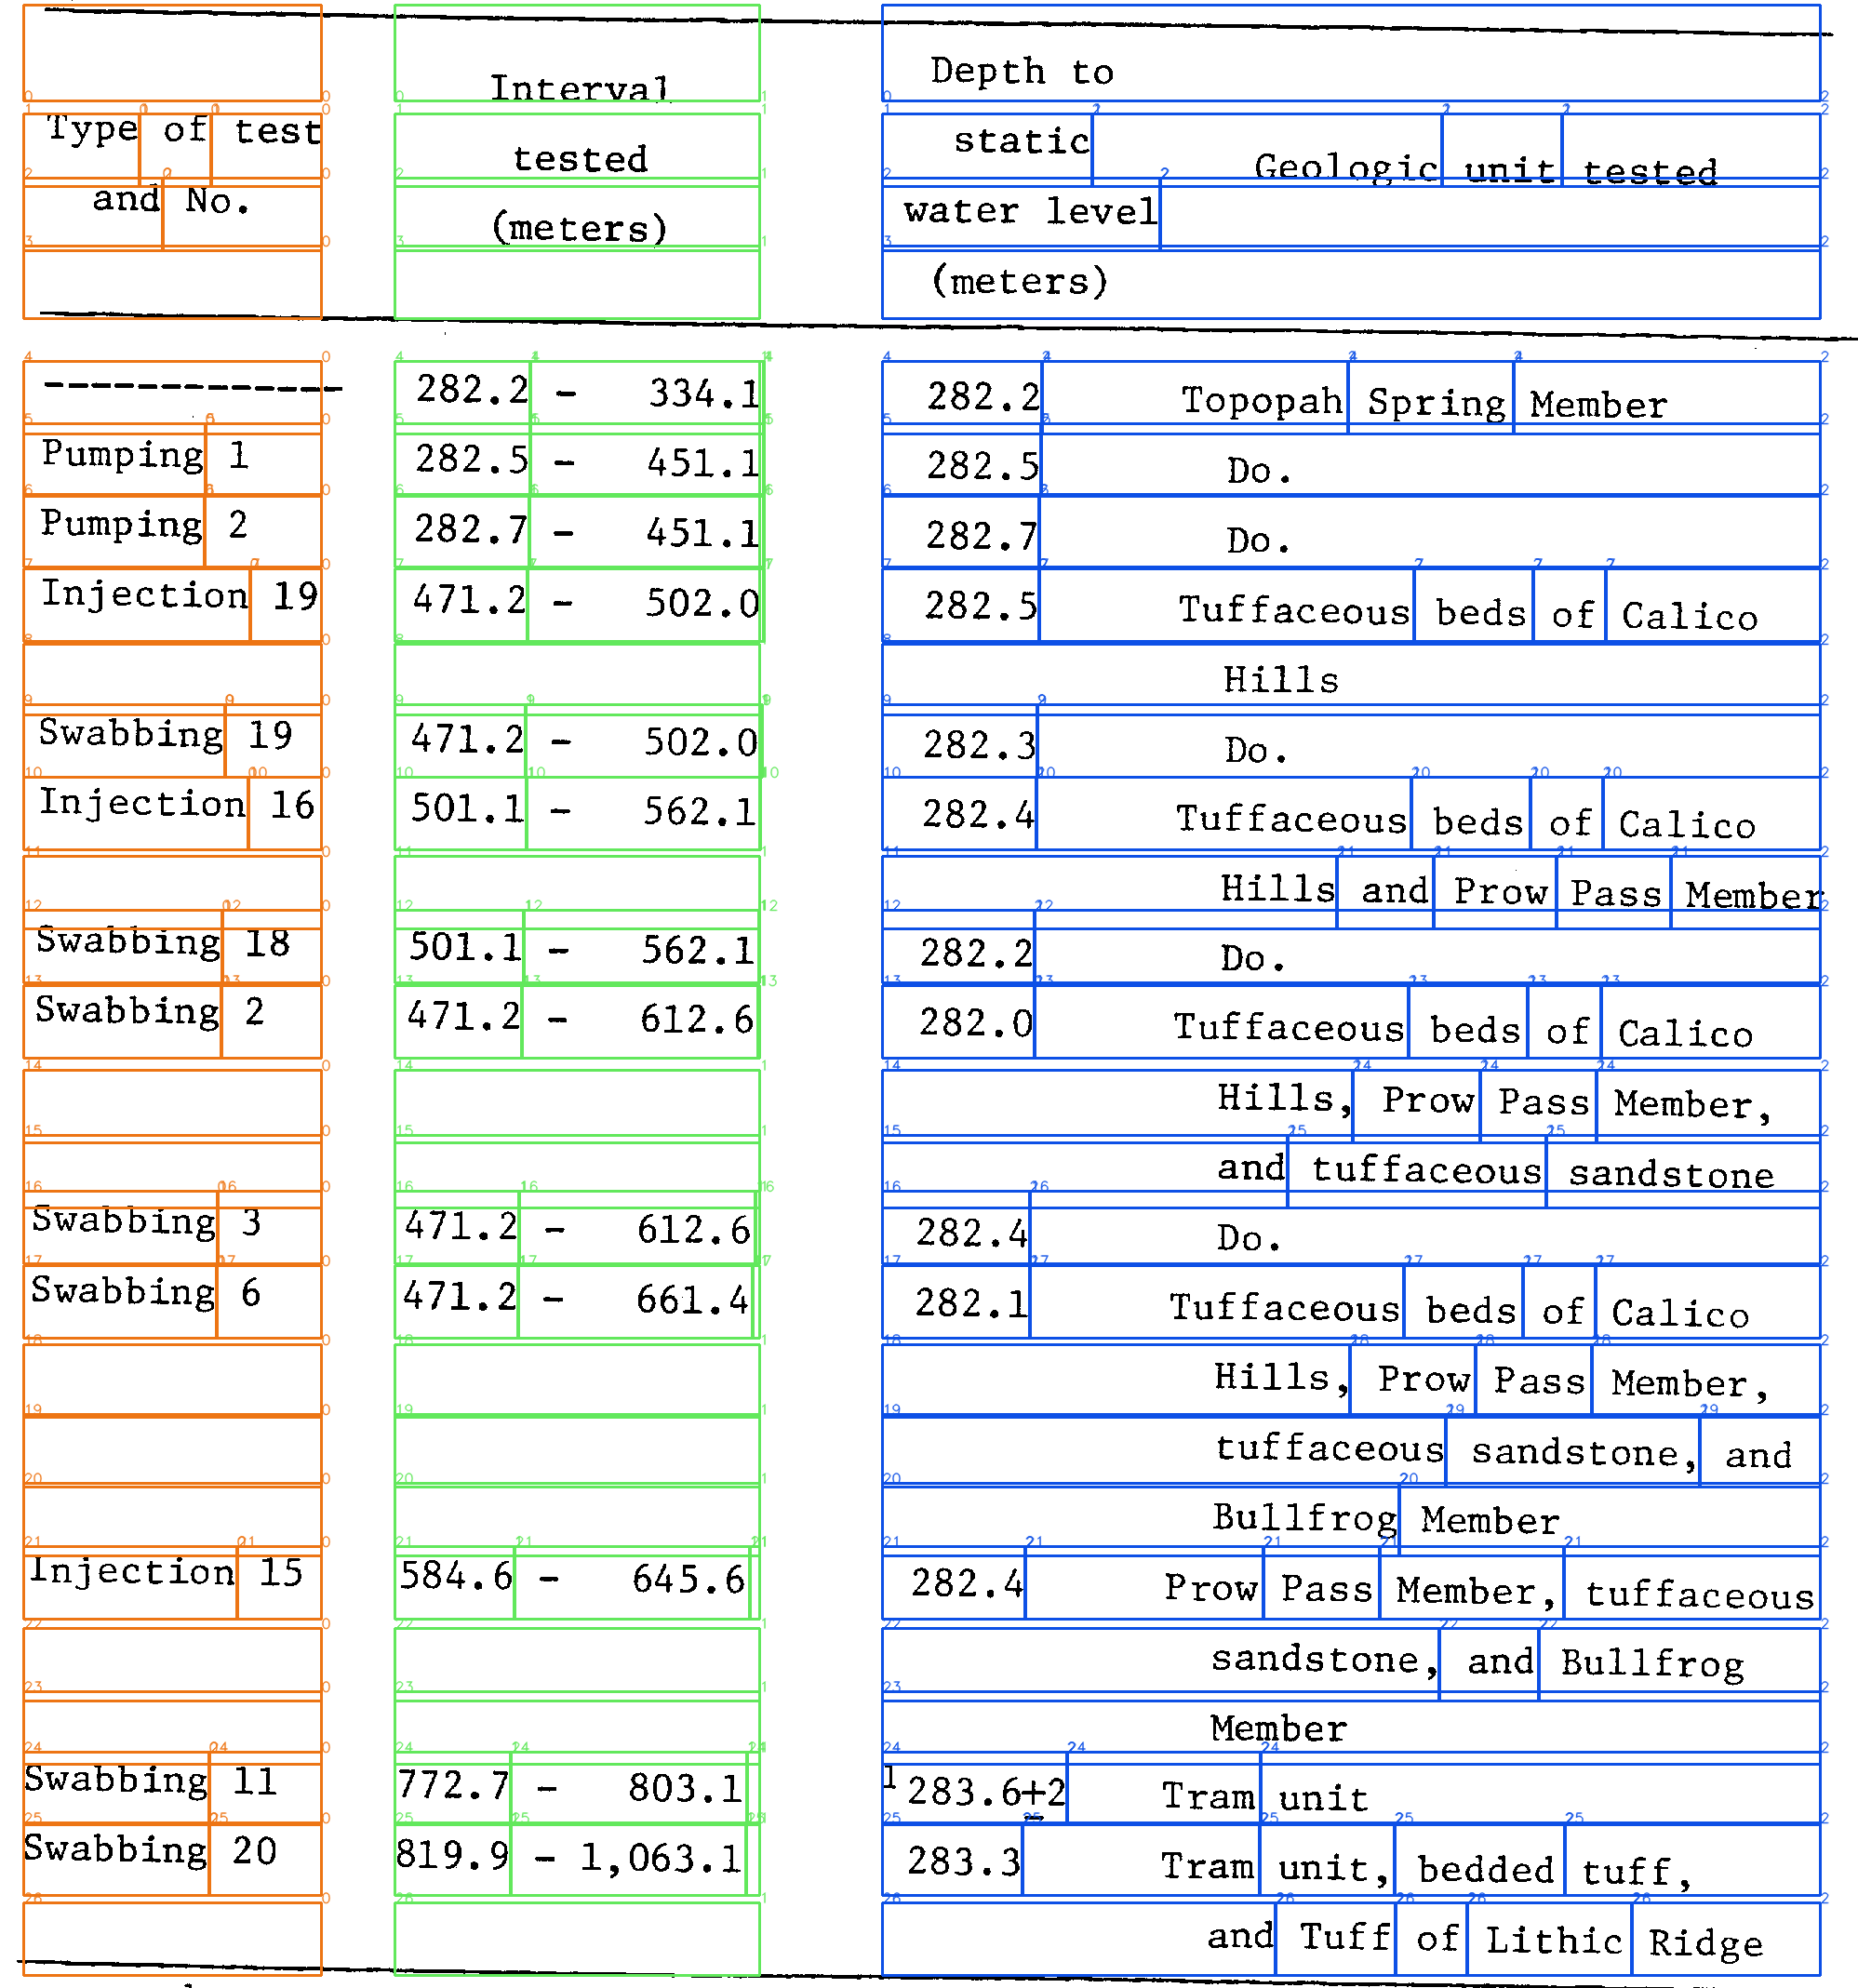 Interval Depth to
Type of test tested static Geologic unit tested
and No. (meters) water level
(meters)
-------------- 282.2 - 334.1 282.2 Topopah Spring Member
Pumping 1 282.5 - 451.1 282.5 Do.
Pumping 2 282.7 - 451.1 282.7 Do.
Injection 19 471.2 - 502.0 282.5 Tuffaceous beds of Calico
Hills
Swabbing 19 471.2 - 502.0 282.3 Do.
Injection 16 501.1 - 562.1 282.4 Tuffaceous beds of Calico
Hills and Prow Pass Member
Swabbing 18 501.1 - 562.1 282.2 Do.
Swabbing 2 471.2 - 612.6 282.0 Tuffaceous beds of Calico
Hills, Prow Pass Member,
and tuffaceous sandstone
Swabbing 3 471.2 - 612.6 282.4 Do.
Swabbing 6 471.2 - 661.4 282.1 Tuffaceous beds of Calico
Hills, Prow Pass Member,
tuffaceous sandstone, and
Bullfrog Member
Injection 15 584.6 - 645.6 282.4 Prow Pass Member, tuffaceous
sandstone, and Bullfrog
Member
Swabbing 11 772.7 - 803.1 1 283.6±2 Tram unit
Swabbing 20 819.9 - 1,063.1 283.3 Tram unit, bedded tuff,
and Tuff of Lithic Ridge